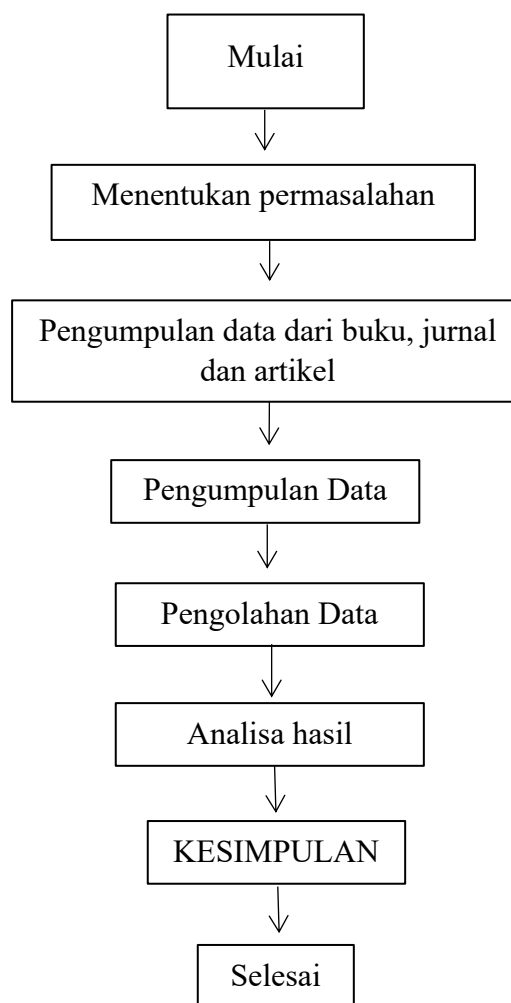 Mulai
Menentukan permasalahan
Pengumpulan data dari buku, jurnal
dan artikel
Pengumpulan Data
Pengolahan Data
Analisa hasil
KESIMPULAN
Selesai